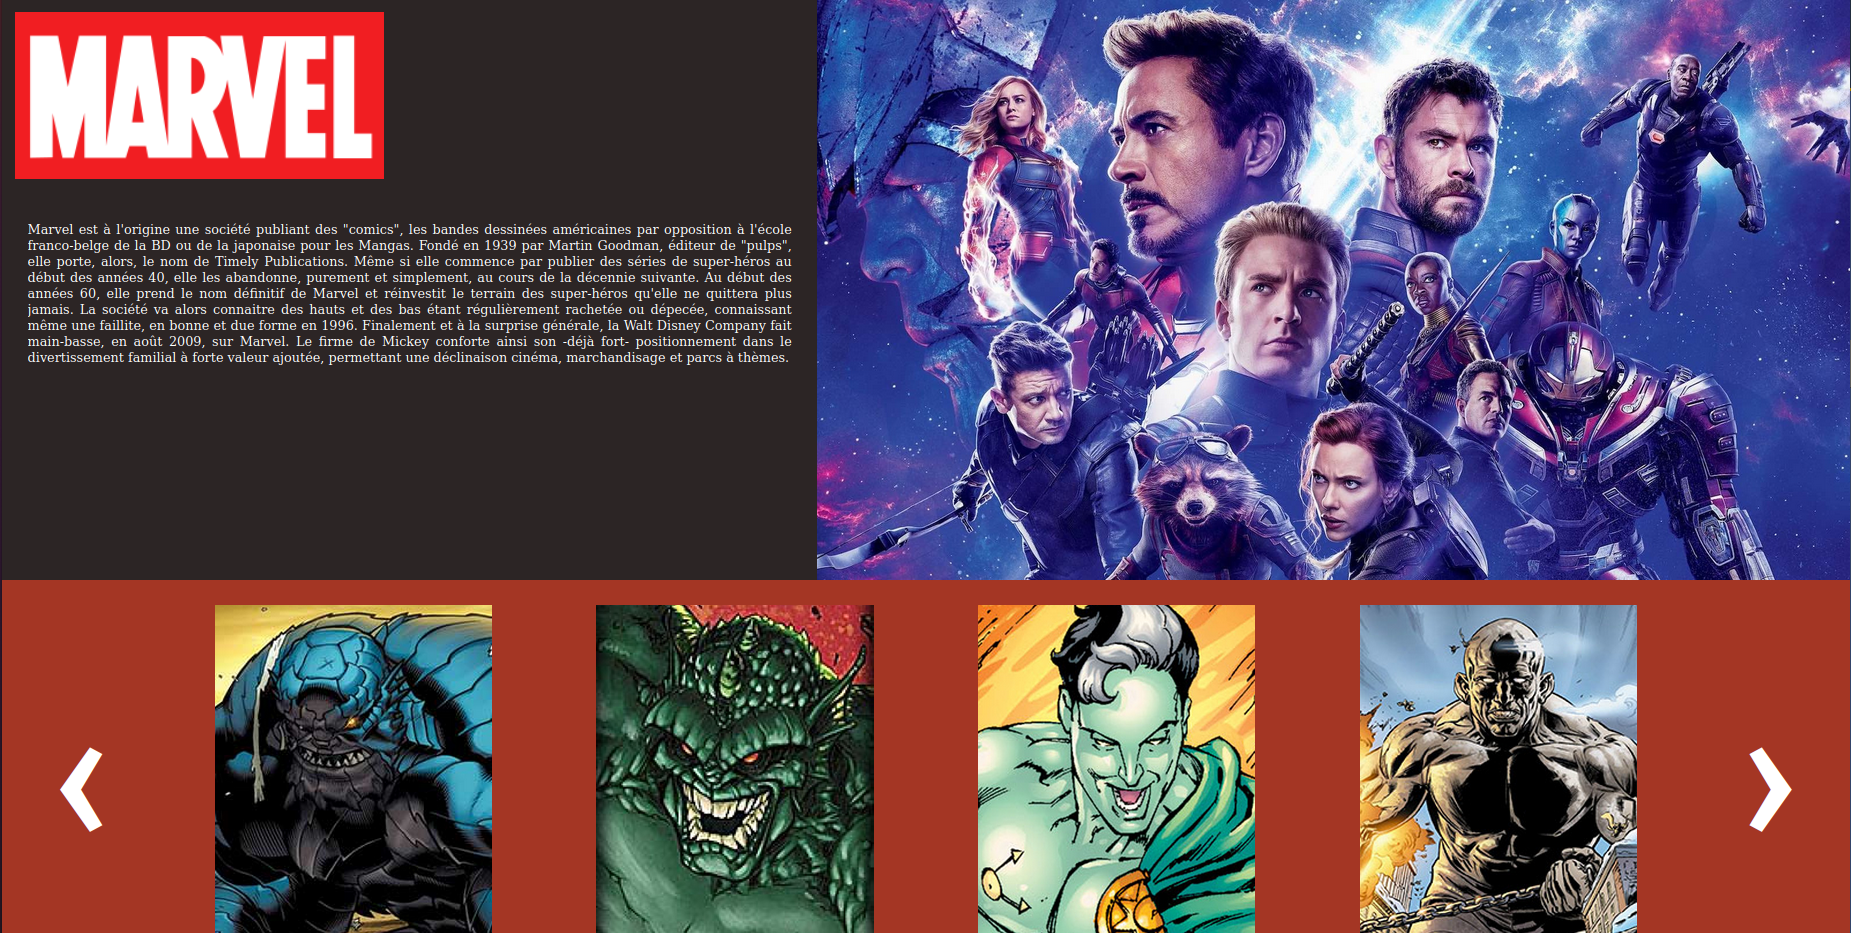 MARVEL
Marvel est à l'origine une société publiant des "comics", les bandes dessinées américaines par opposition à l'école
franco-belge de la BD ou de la japonaise pour les Mangas. Fondé en 1939 par Martin Goodman, éditeur de "pulps",
elle porte, alors, le nom de Timely Publications. Même si elle commence par publier des séries de super-héros au
début des années 40, elle les abandonne, purement et simplement, au cours de la décennie suivante. Au début des
années 60, elle prend le nom définitif de Marvel et réinvestit le terrain des super-héros qu'elle ne quittera plus
jamais. La société va alors connaitre des hauts et des bas étant régulièrement rachetée ou dépecée, connaissant
même une faillite, en bonne et due forme en 1996. Finalement et à la surprise générale, la Walt Disney Company fait
main-basse, en août 2009, sur Marvel. Le firme de Mickey conforte ainsi son -déjà fort- positionnement dans le
divertissement familial à forte valeur ajoutée, permettant une déclinaison cinéma, marchandisage et parcs à thèmes.